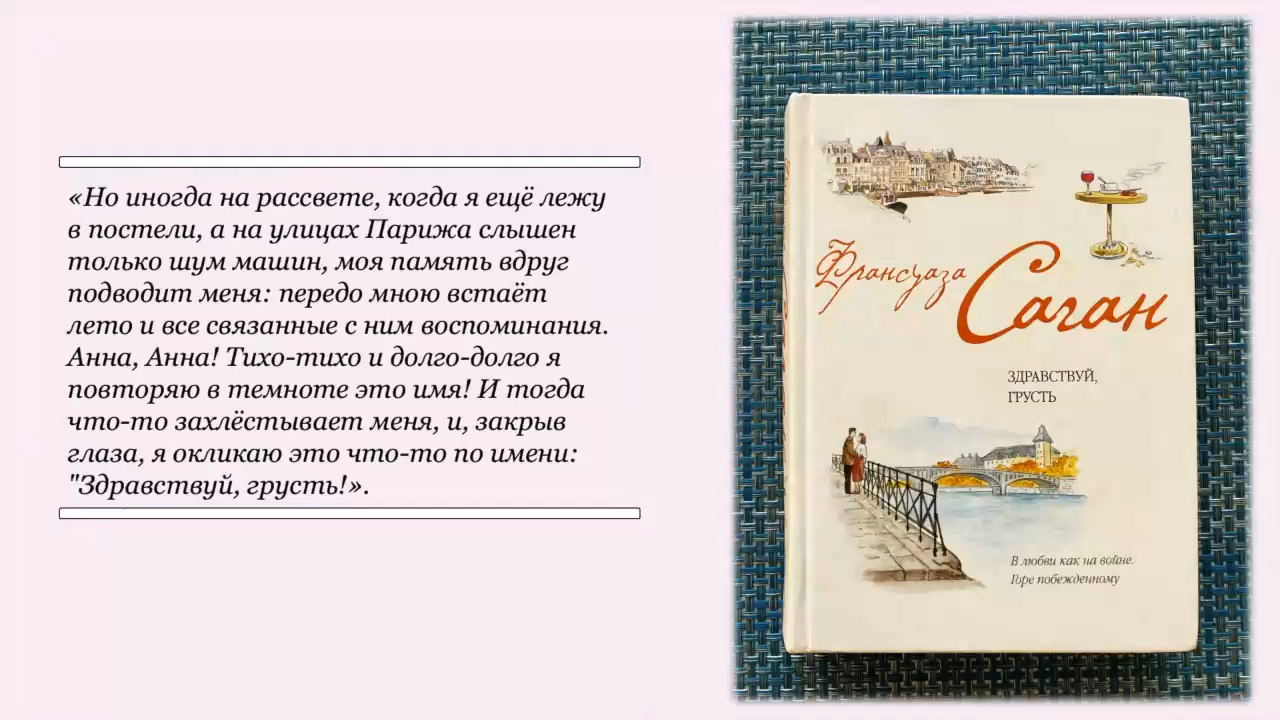 «Но иногда на рассвете, когда я ещё лежу
в постели, а на улицах Парижа слышен
только шум машин, моя память вдруг
подводит меня: передо мною встаёт
лето и все связанные с ним воспоминания.
Анна, Анна! Тихо-тихо и долго-долго я
повторяю в темноте это имя! И тогда
что-то захлёстывает меня, и, закрыв
глаза, я окликаю это что-то по имени:
"Здравствуй, грусть!».
Франсуаза
Саган
ЗДРАВСТВУЙ,
ГРУСТЬ
В любви как на войне.
Горе побежденному